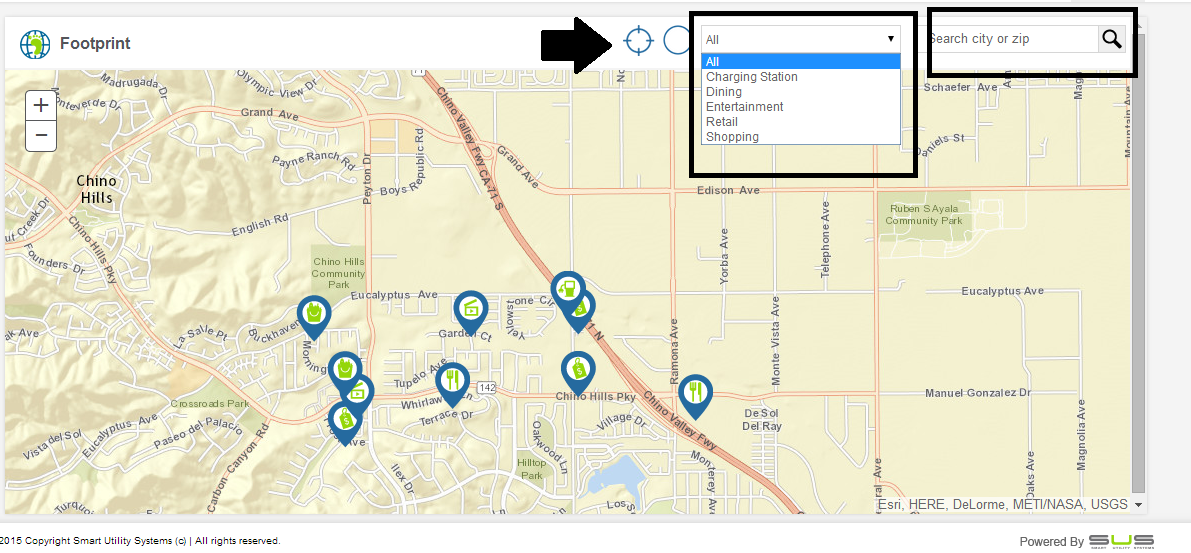 Footprint
All
Search city or zip
All
Charging Station
Dining
Entertainment
Retail
Shopping
+
−
Madrugada Dr
Monteverde Dr
Olympic View Dr
Grand Ave
Payne Ranch Rd
Peyton Dr
Boys Republic Rd
Chino Valley Fwy CA-71 S
Grand Ave
Schaefer Ave
Daniels St
Mountain Ave
Edison Ave
Chino
Hills
English Rd
Founders Dr
Chino Hills Pky
Ruben S Ayala
Community Park
Yorba Ave
Telephone Ave
Chino Hills
Community
Park
Eucalyptus Ave
Eucalyptus Ave
La Salle Pt
Buckhaven
Morning
Garden Ct
Ramona Ave
Monte Vista Ave
Tupelo Ave
142
Whirlaw
Ln
Terrace Dr
Chino Hills Pky
Chino Valley Fwy
Manuel Gonzalez Dr
Crossroads Park
Village Dr
De Sol
Del Ray
Vista del Sol
Eucalyptus Ave
Paseo del Palacio
Carbon Canyon Rd
Oakwood Ln
Hilltop
Park
Ilex Dr
Monterey Ave
Magnolia Ave
Oaks Ave
Los
Esri, HERE, DeLorme, METI/NASA, USGS
2015 Copyright Smart Utility Systems (c) | All rights reserved.
Powered By SUS
SMART UTILITY SYSTEMS